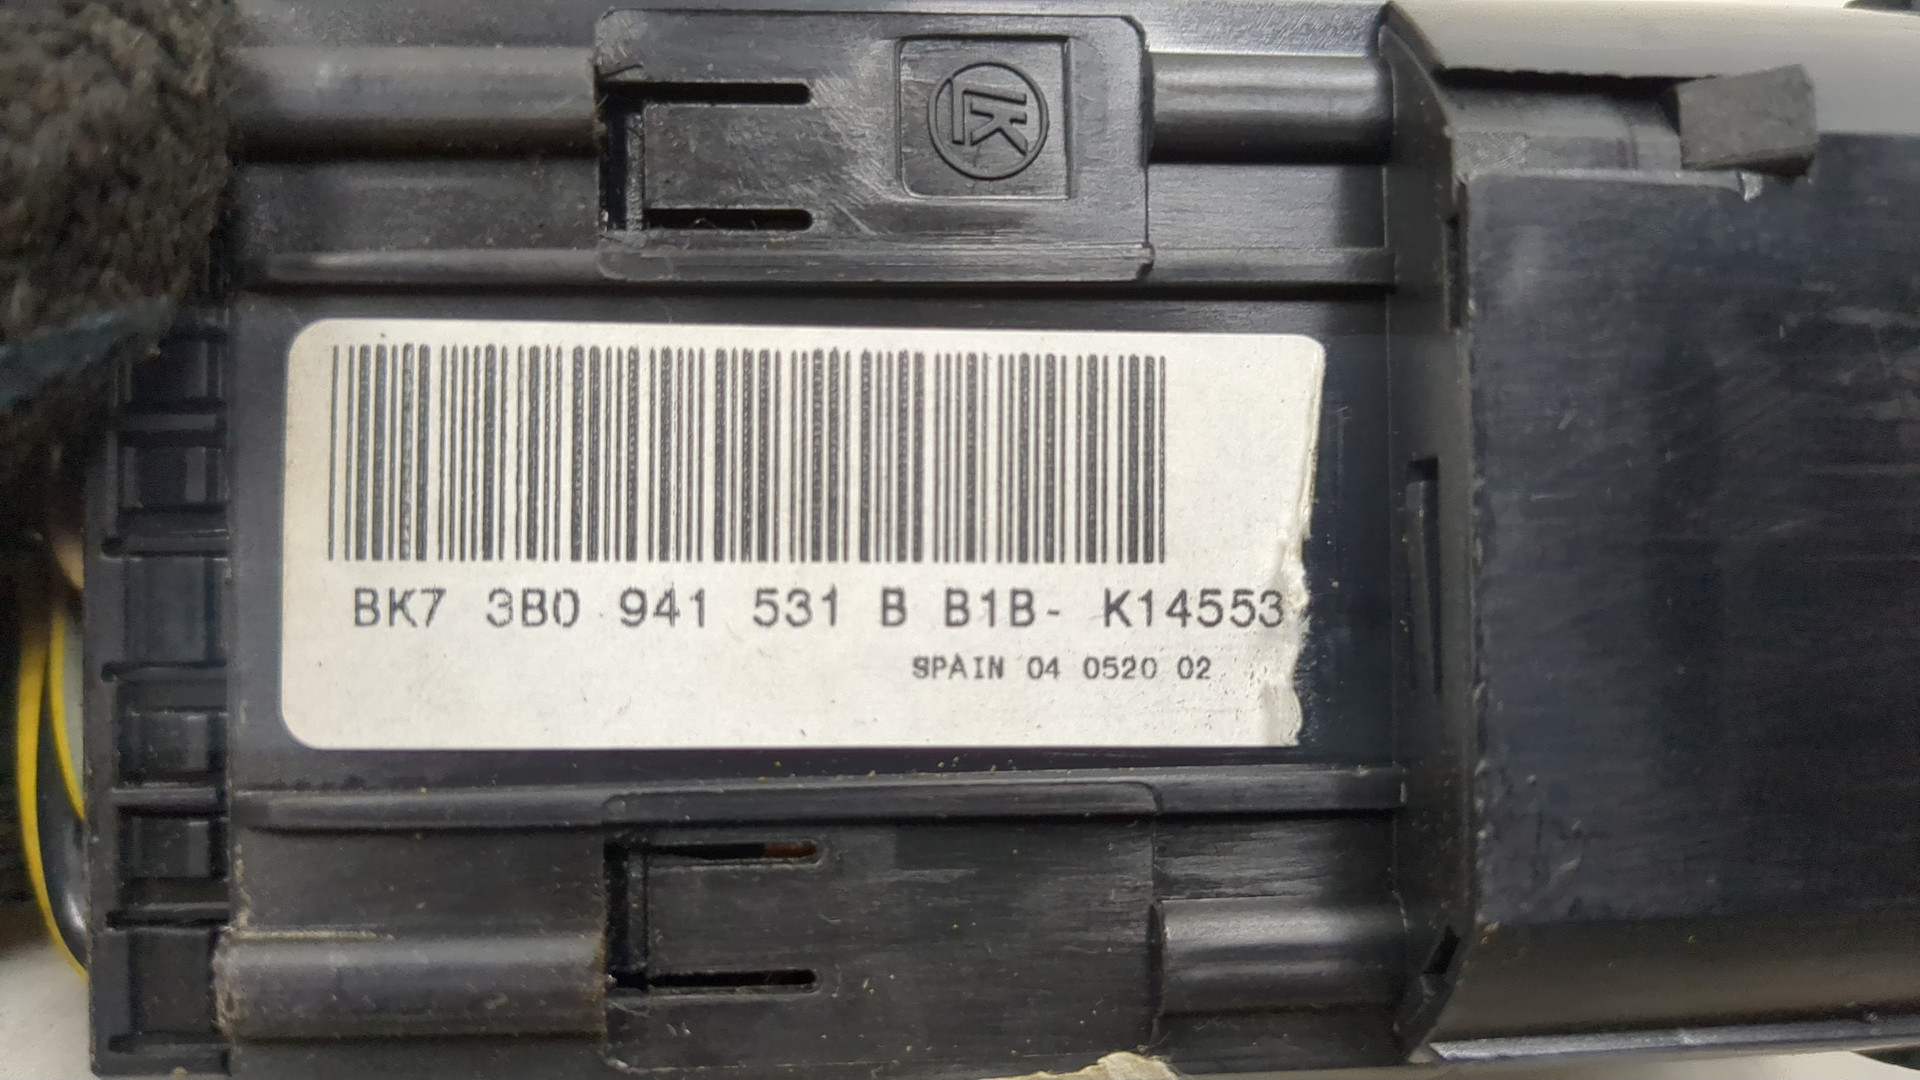 LK
BK7 3B0 941 531 B B1B- K14553
SPAIN 04 0520 02